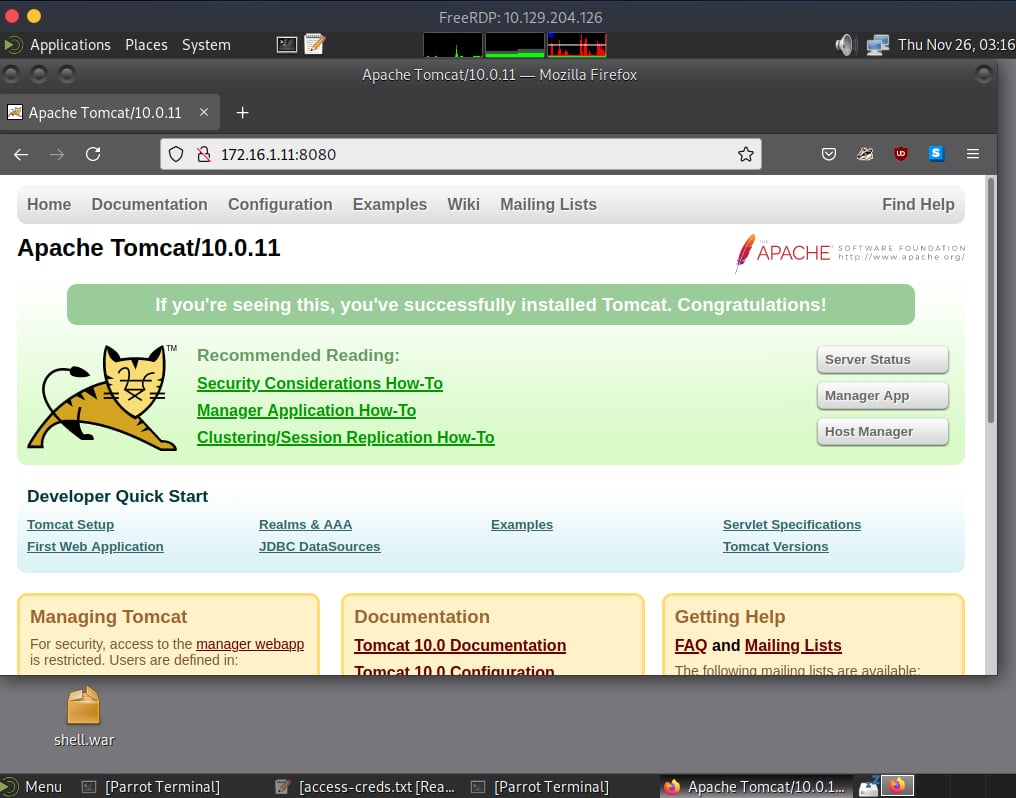 FreeRDP: 10.129.204.126
Applications Places System
Thu Nov 26, 03:16
Apache Tomcat/10.0.11 — Mozilla Firefox
Apache Tomcat/10.0.11
172.16.1.11:8080
Home Documentation Configuration Examples Wiki Mailing Lists Find Help
Apache Tomcat/10.0.11
APACHE SOFTWARE FOUNDATION
http://www.apache.org/
If you're seeing this, you've successfully installed Tomcat. Congratulations!
TM
Recommended Reading:
Security Considerations How-To
Manager Application How-To
Clustering/Session Replication How-To
Server Status
Manager App
Host Manager
Developer Quick Start
Tomcat Setup
First Web Application
Realms & AAA
JDBC DataSources
Examples
Servlet Specifications
Tomcat Versions
Managing Tomcat
For security, access to the manager webapp
is restricted. Users are defined in:
Documentation
Tomcat 10.0 Documentation
Tomcat 10.0 Configuration
Getting Help
FAQ and Mailing Lists
The following mailing lists are available:
shell.war
Menu [Parrot Terminal] [access-creds.txt [Rea... [Parrot Terminal] Apache Tomcat/10.0.1...